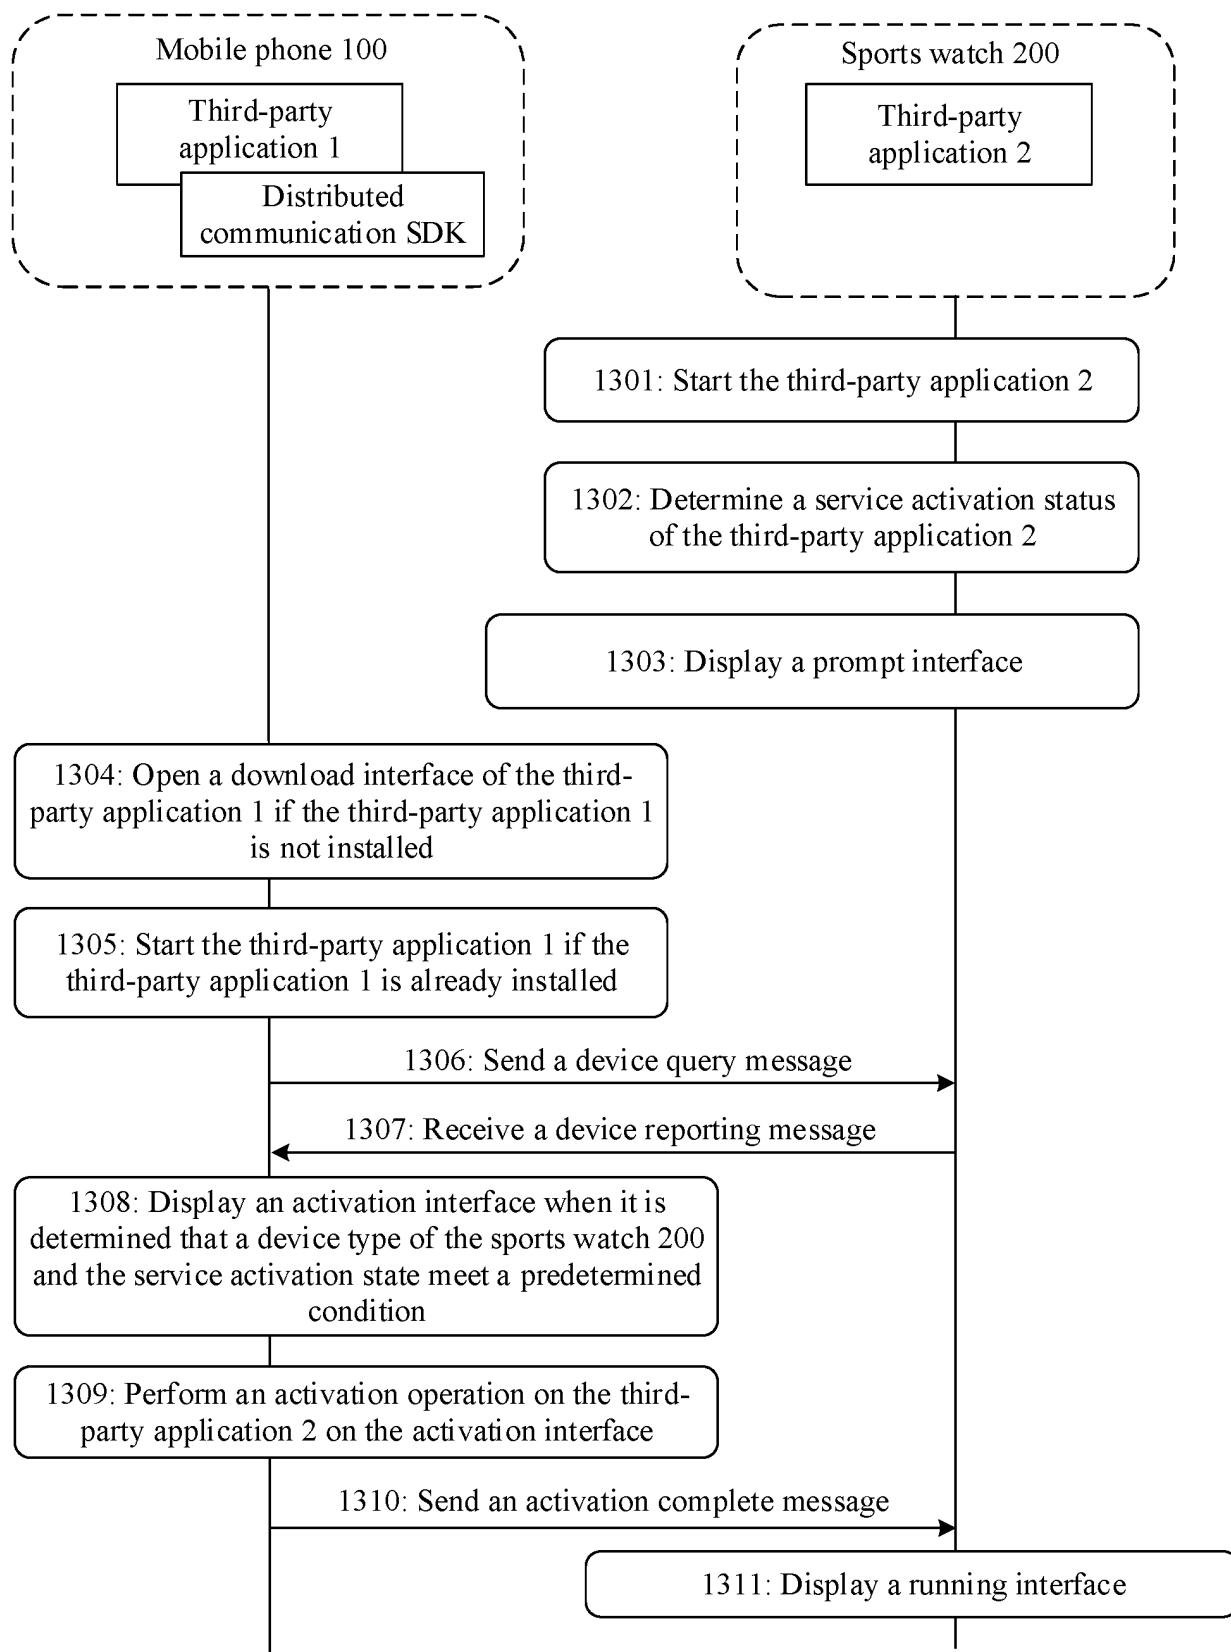 Mobile phone 100
Third-party
application 1
Distributed
communication SDK
Sports watch 200
Third-party
application 2
1301: Start the third-party application 2
1302: Determine a service activation status
of the third-party application 2
1303: Display a prompt interface
1304: Open a download interface of the third-
party application 1 if the third-party application 1
is not installed
1305: Start the third-party application 1 if the
third-party application 1 is already installed
1306: Send a device query message
1307: Receive a device reporting message
1308: Display an activation interface when it is
determined that a device type of the sports watch 200
and the service activation state meet a predetermined
condition
1309: Perform an activation operation on the third-
party application 2 on the activation interface
1310: Send an activation complete message
1311: Display a running interface